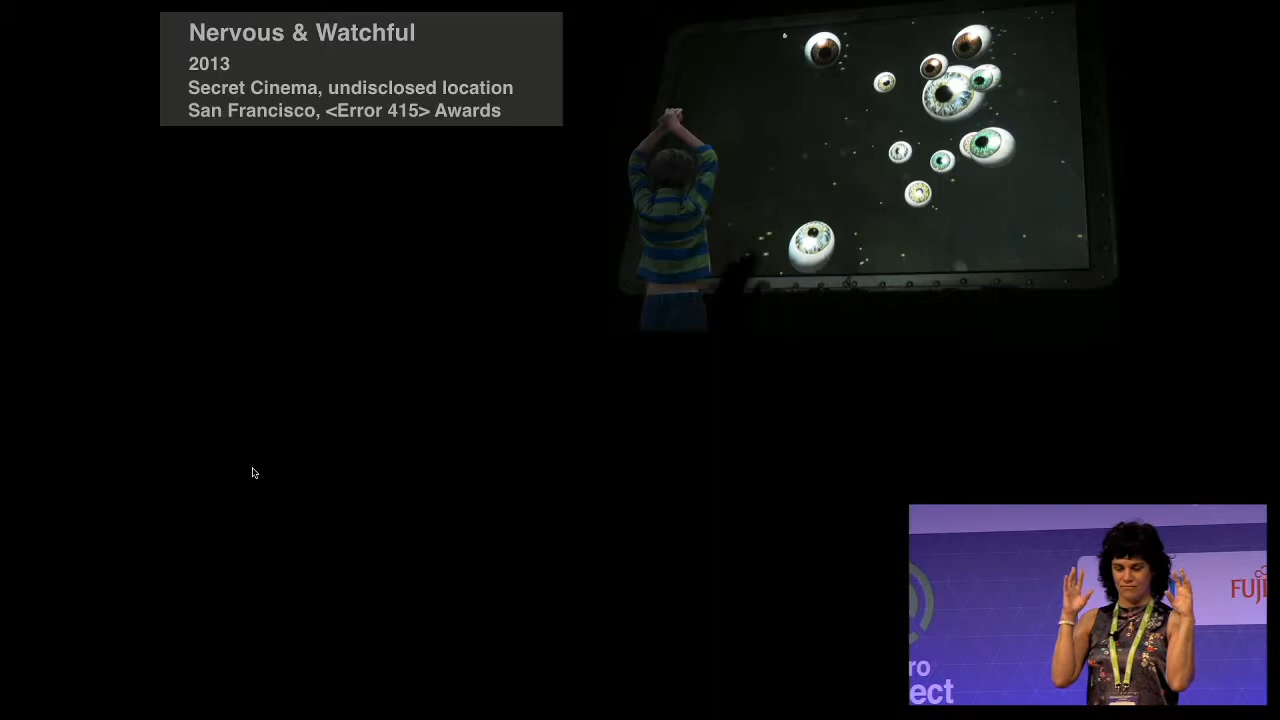 Nervous & Watchful
2013
Secret Cinema, undisclosed location
San Francisco, <Error 415> Awards
FUJI
ro
ect